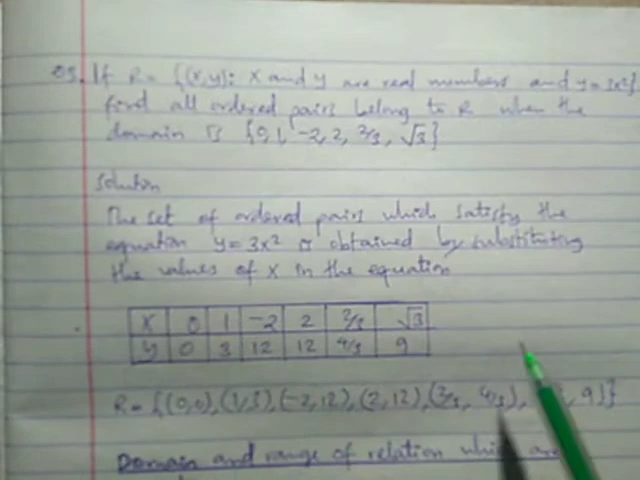 Q3. If R = {(x,y): x and y are real numbers and y = 3x²}
find all ordered pairs belong to R when the
domain is {0, 1, -2, 2, 2/3, √3}
Solution
The set of ordered pairs which satisfy the
equation y = 3x² is obtained by substituting
the values of x in the equation
x 0 1 -2 2 2/3 √3
y 0 3 12 12 4/3 9
R = {(0,0), (1,3), (-2,12), (2,12), (2/3, 4/3), , 9)}
Domain and range of relation which are